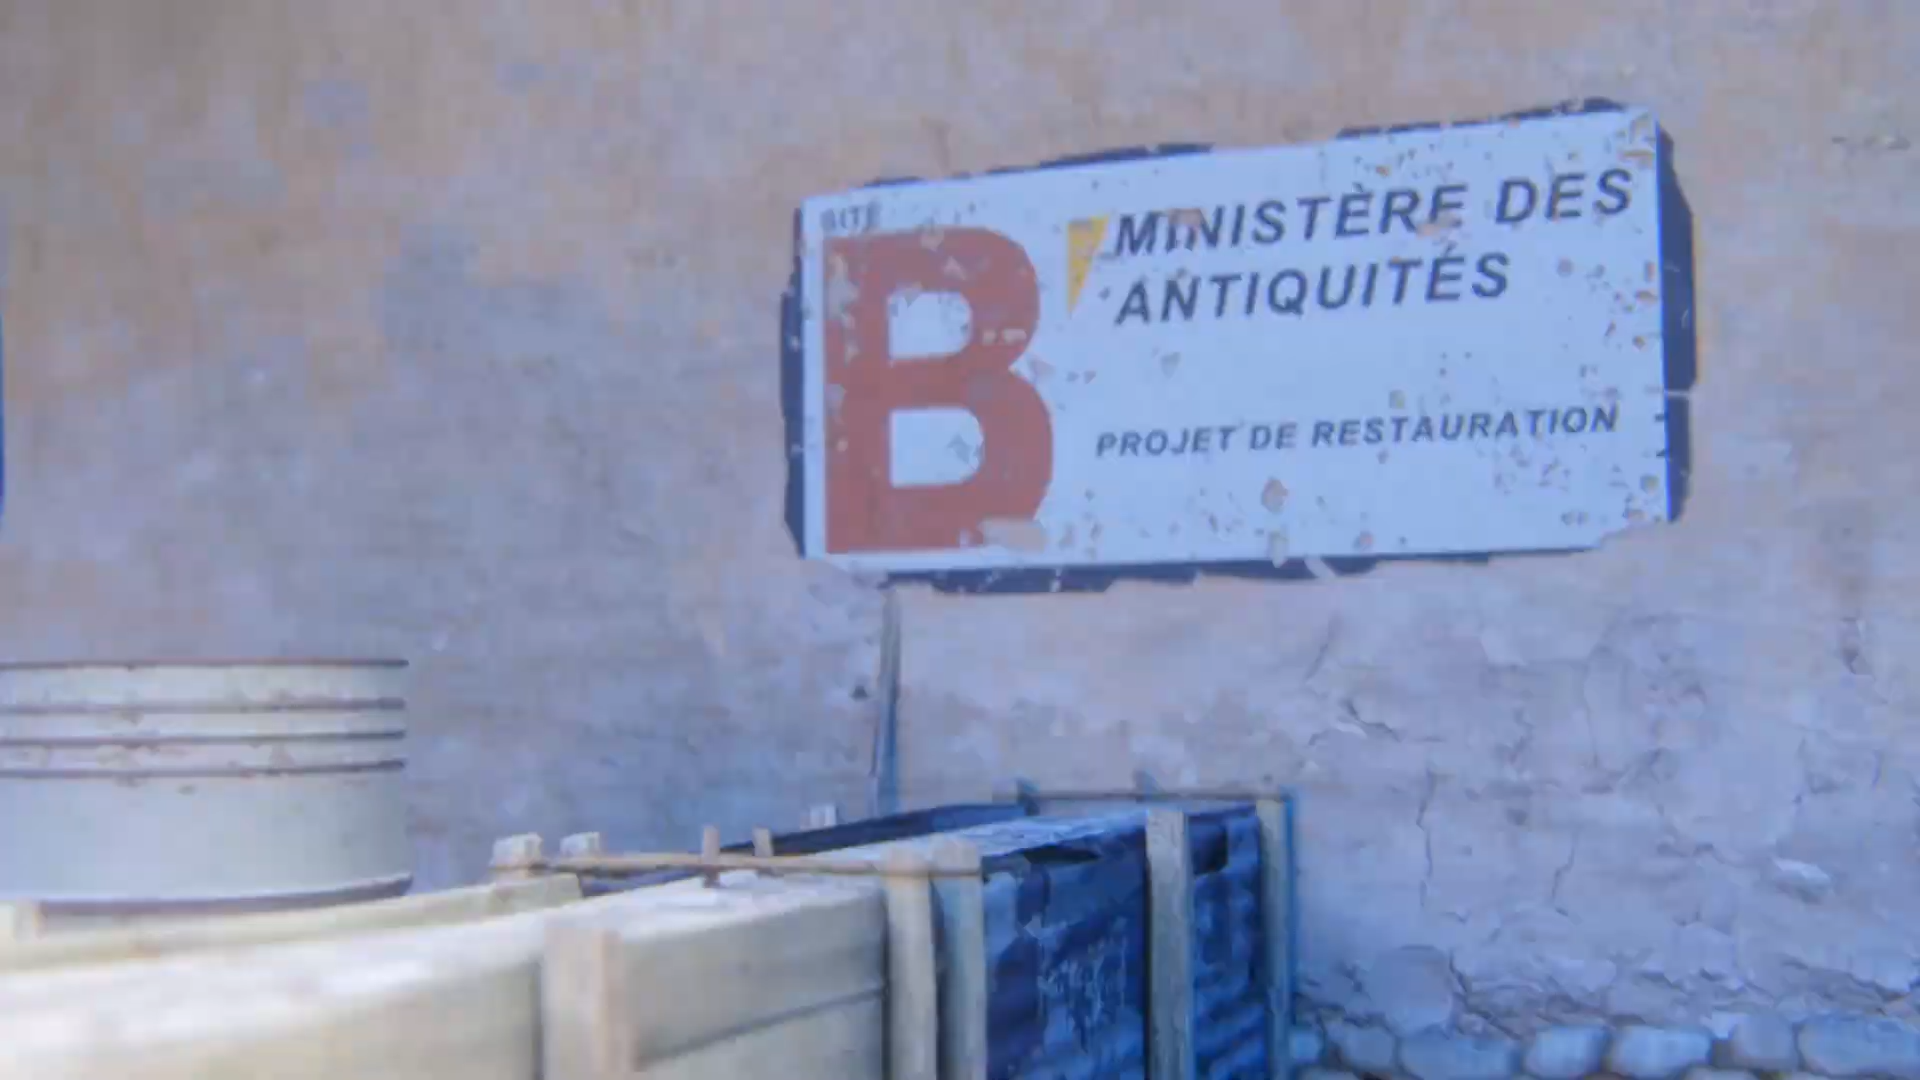 SITE
B
MINISTÈRE DES
ANTIQUITÉS
PROJET DE RESTAURATION